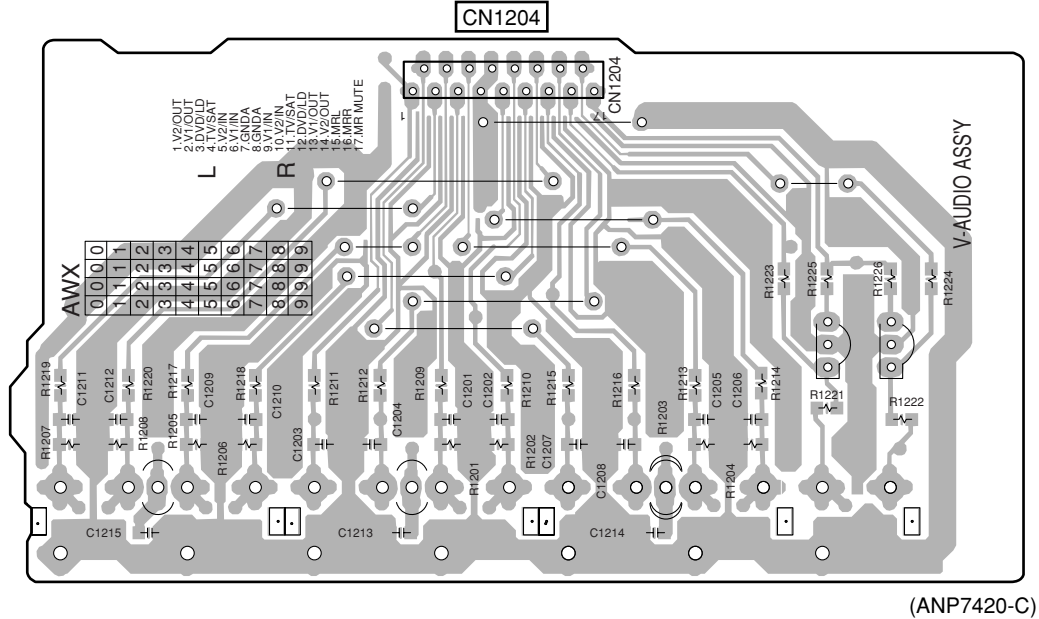 CN1204
CN1204
1
17
1.V2/OUT
2.V1/OUT
3.DVD/LD
4.TV/SAT
5.V2/IN
6.V1/IN
7.GNDA
8.GNDA
9.V1/IN
10.V2/IN
11.TV/SAT
12.DVD/LD
13.V1/OUT
14.V2/OUT
15.MRL
16.MRR
17.MR MUTE
L
R
V-AUDIO ASS'Y
AWX
0 0 0
1 1 1
2 2 2
3 3 3
4 4 4
5 5 5
6 6 6
7 7 7
8 8 8
9 9 9
R1223
R1225
R1226
R1224
R1219
C1211
C1212
R1220
R1217
C1209
R1218
C1210
R1211
R1212
C1204
R1209
C1201
C1202
R1210
R1215
R1216
R1213
C1205
C1206
R1214
R1221
R1222
R1207
R1208
R1205
R1206
C1203
R1201
R1202
C1207
C1208
R1203
R1204
C1215
C1213
C1214
(ANP7420-C)